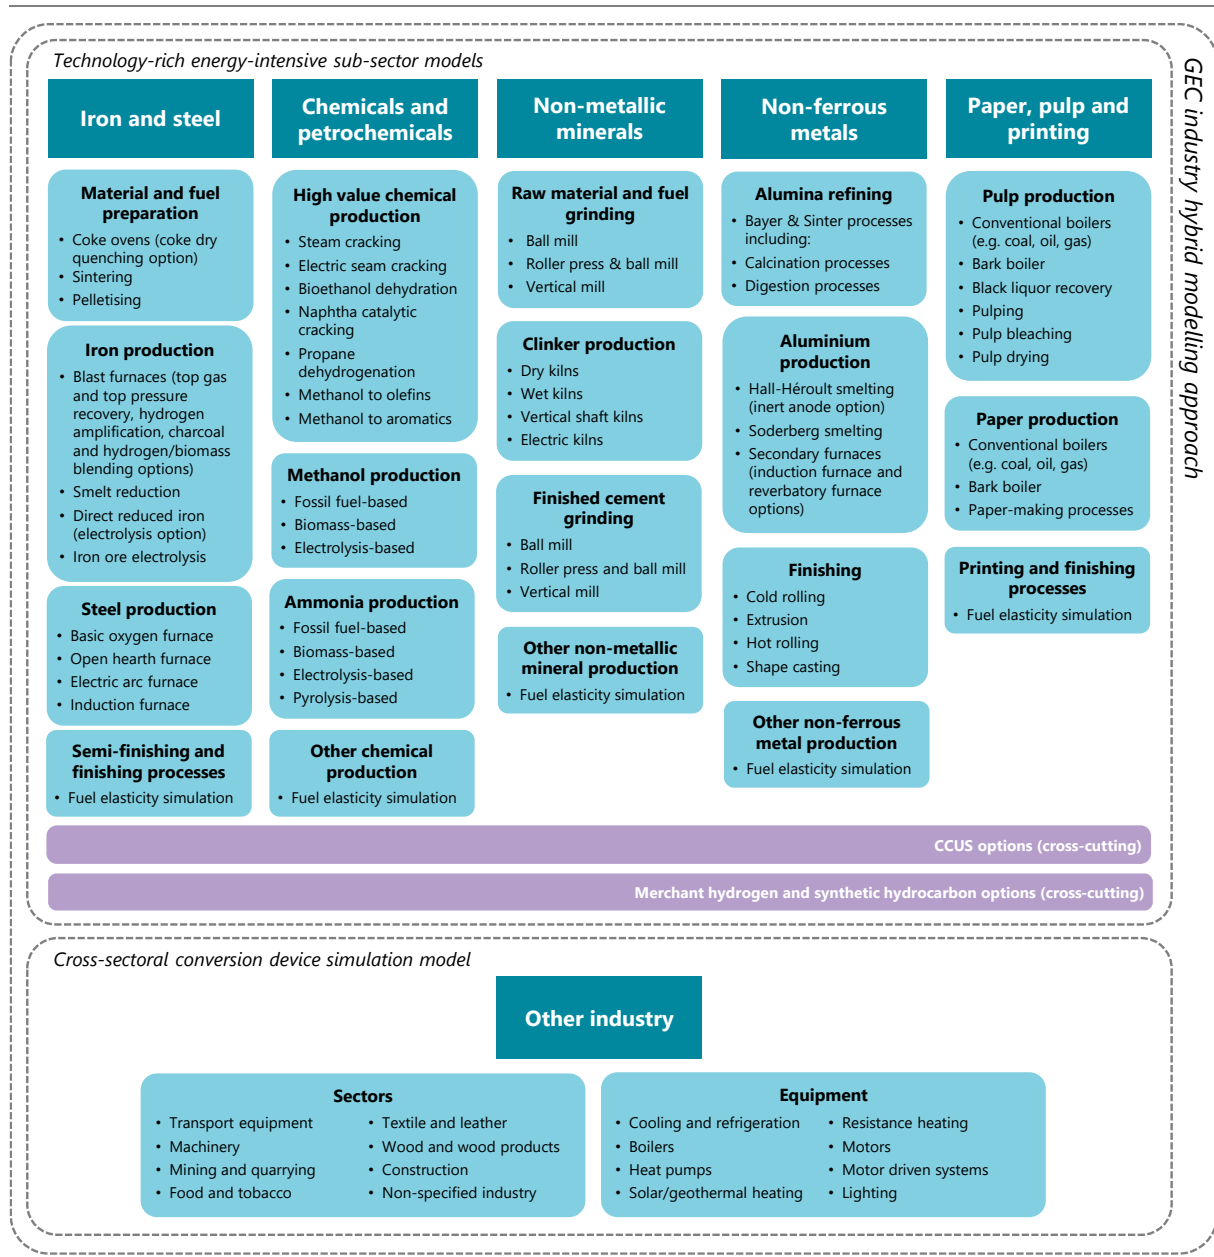 Technology-rich energy-intensive sub-sector models
GEC industry hybrid modelling approach
Iron and steel
Material and fuel
preparation
• Coke ovens (coke dry
quenching option)
• Sintering
• Pelletising
Iron production
• Blast furnaces (top gas
and top pressure
recovery, hydrogen
amplification, charcoal
and hydrogen/biomass
blending options)
• Smelt reduction
• Direct reduced iron
(electrolysis option)
• Iron ore electrolysis
Steel production
• Basic oxygen furnace
• Open hearth furnace
• Electric arc furnace
• Induction furnace
Semi-finishing and
finishing processes
• Fuel elasticity simulation
Chemicals and
petrochemicals
High value chemical
production
• Steam cracking
• Electric seam cracking
• Bioethanol dehydration
• Naphtha catalytic
cracking
• Propane
dehydrogenation
• Methanol to olefins
• Methanol to aromatics
Methanol production
• Fossil fuel-based
• Biomass-based
• Electrolysis-based
Ammonia production
• Fossil fuel-based
• Biomass-based
• Electrolysis-based
• Pyrolysis-based
Other chemical
production
• Fuel elasticity simulation
Non-metallic
minerals
Raw material and fuel
grinding
• Ball mill
• Roller press & ball mill
• Vertical mill
Clinker production
• Dry kilns
• Wet kilns
• Vertical shaft kilns
• Electric kilns
Finished cement
grinding
• Ball mill
• Roller press and ball mill
• Vertical mill
Other non-metallic
mineral production
• Fuel elasticity simulation
Non-ferrous
metals
Alumina refining
• Bayer & Sinter processes
including:
• Calcination processes
• Digestion processes
Aluminium
production
• Hall-Héroult smelting
(inert anode option)
• Soderberg smelting
• Secondary furnaces
(induction furnace and
reverbatory furnace
options)
Finishing
• Cold rolling
• Extrusion
• Hot rolling
• Shape casting
Other non-ferrous
metal production
• Fuel elasticity simulation
Paper, pulp and
printing
Pulp production
• Conventional boilers
(e.g. coal, oil, gas)
• Bark boiler
• Black liquor recovery
• Pulping
• Pulp bleaching
• Pulp drying
Paper production
• Conventional boilers
(e.g. coal, oil, gas)
• Bark boiler
• Paper-making processes
Printing and finishing
processes
• Fuel elasticity simulation
CCUS options (cross-cutting)
Merchant hydrogen and synthetic hydrocarbon options (cross-cutting)
Cross-sectoral conversion device simulation model
Other industry
Sectors
• Transport equipment
• Machinery
• Mining and quarrying
• Food and tobacco
• Textile and leather
• Wood and wood products
• Construction
• Non-specified industry
Equipment
• Cooling and refrigeration
• Boilers
• Heat pumps
• Solar/geothermal heating
• Resistance heating
• Motors
• Motor driven systems
• Lighting